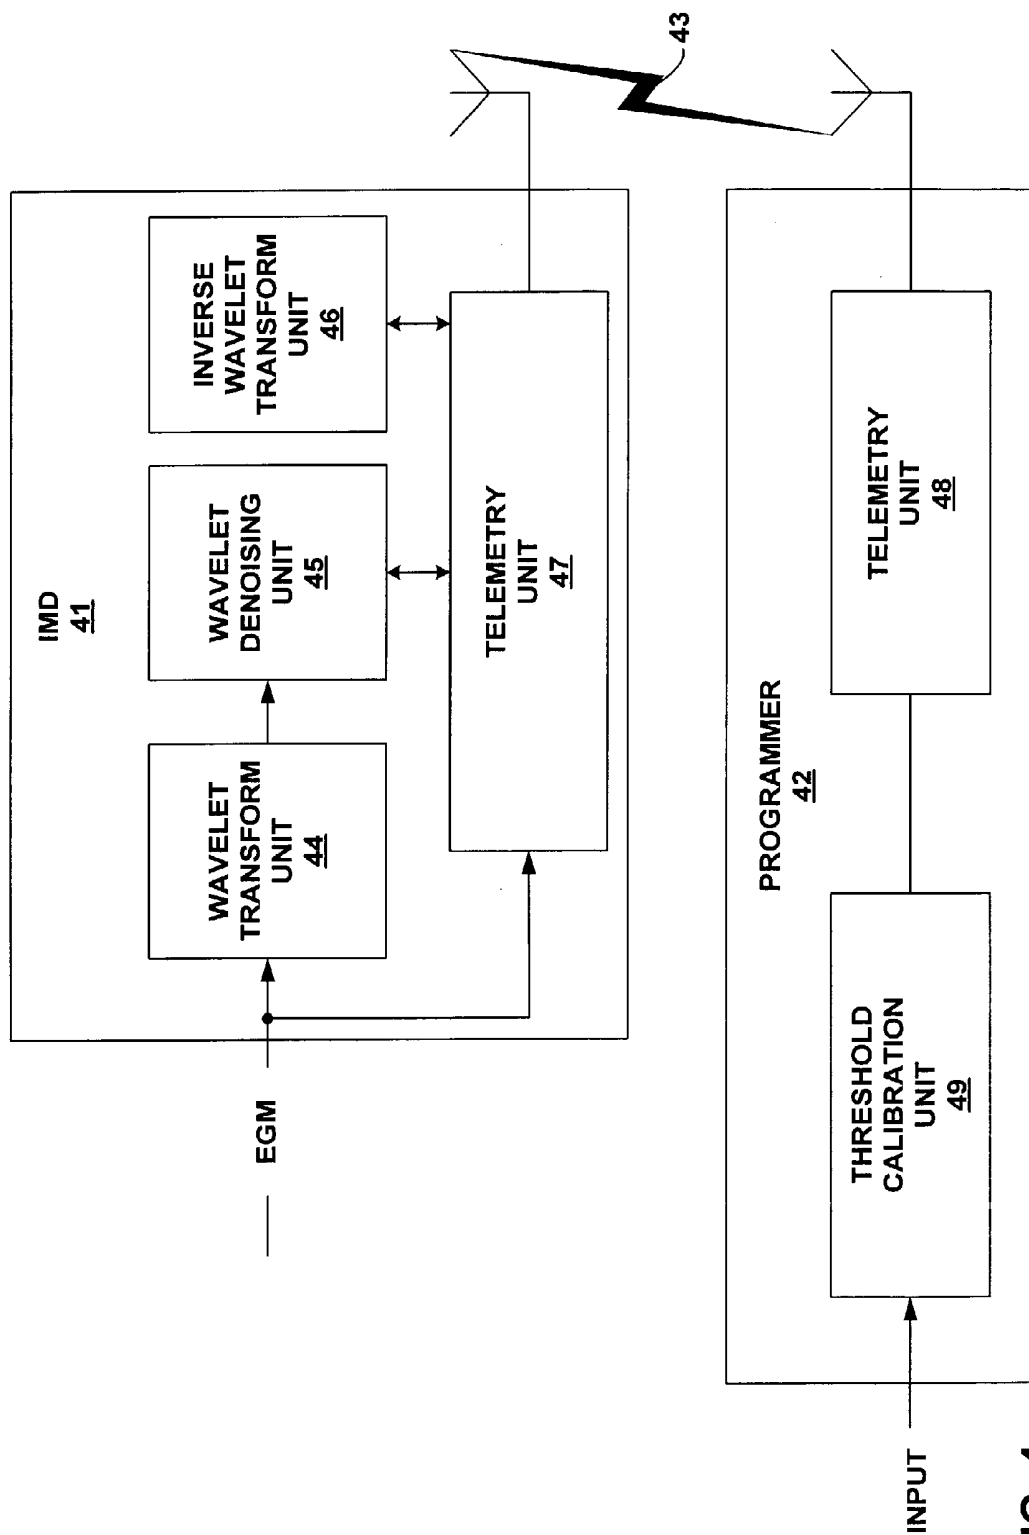 IMD
41
EGM
WAVELET
TRANSFORM
UNIT
44
WAVELET
DENOISING
UNIT
45
INVERSE
WAVELET
TRANSFORM
UNIT
46
TELEMETRY
UNIT
47
43
PROGRAMMER
42
INPUT
THRESHOLD
CALIBRATION
UNIT
49
TELEMETRY
UNIT
48